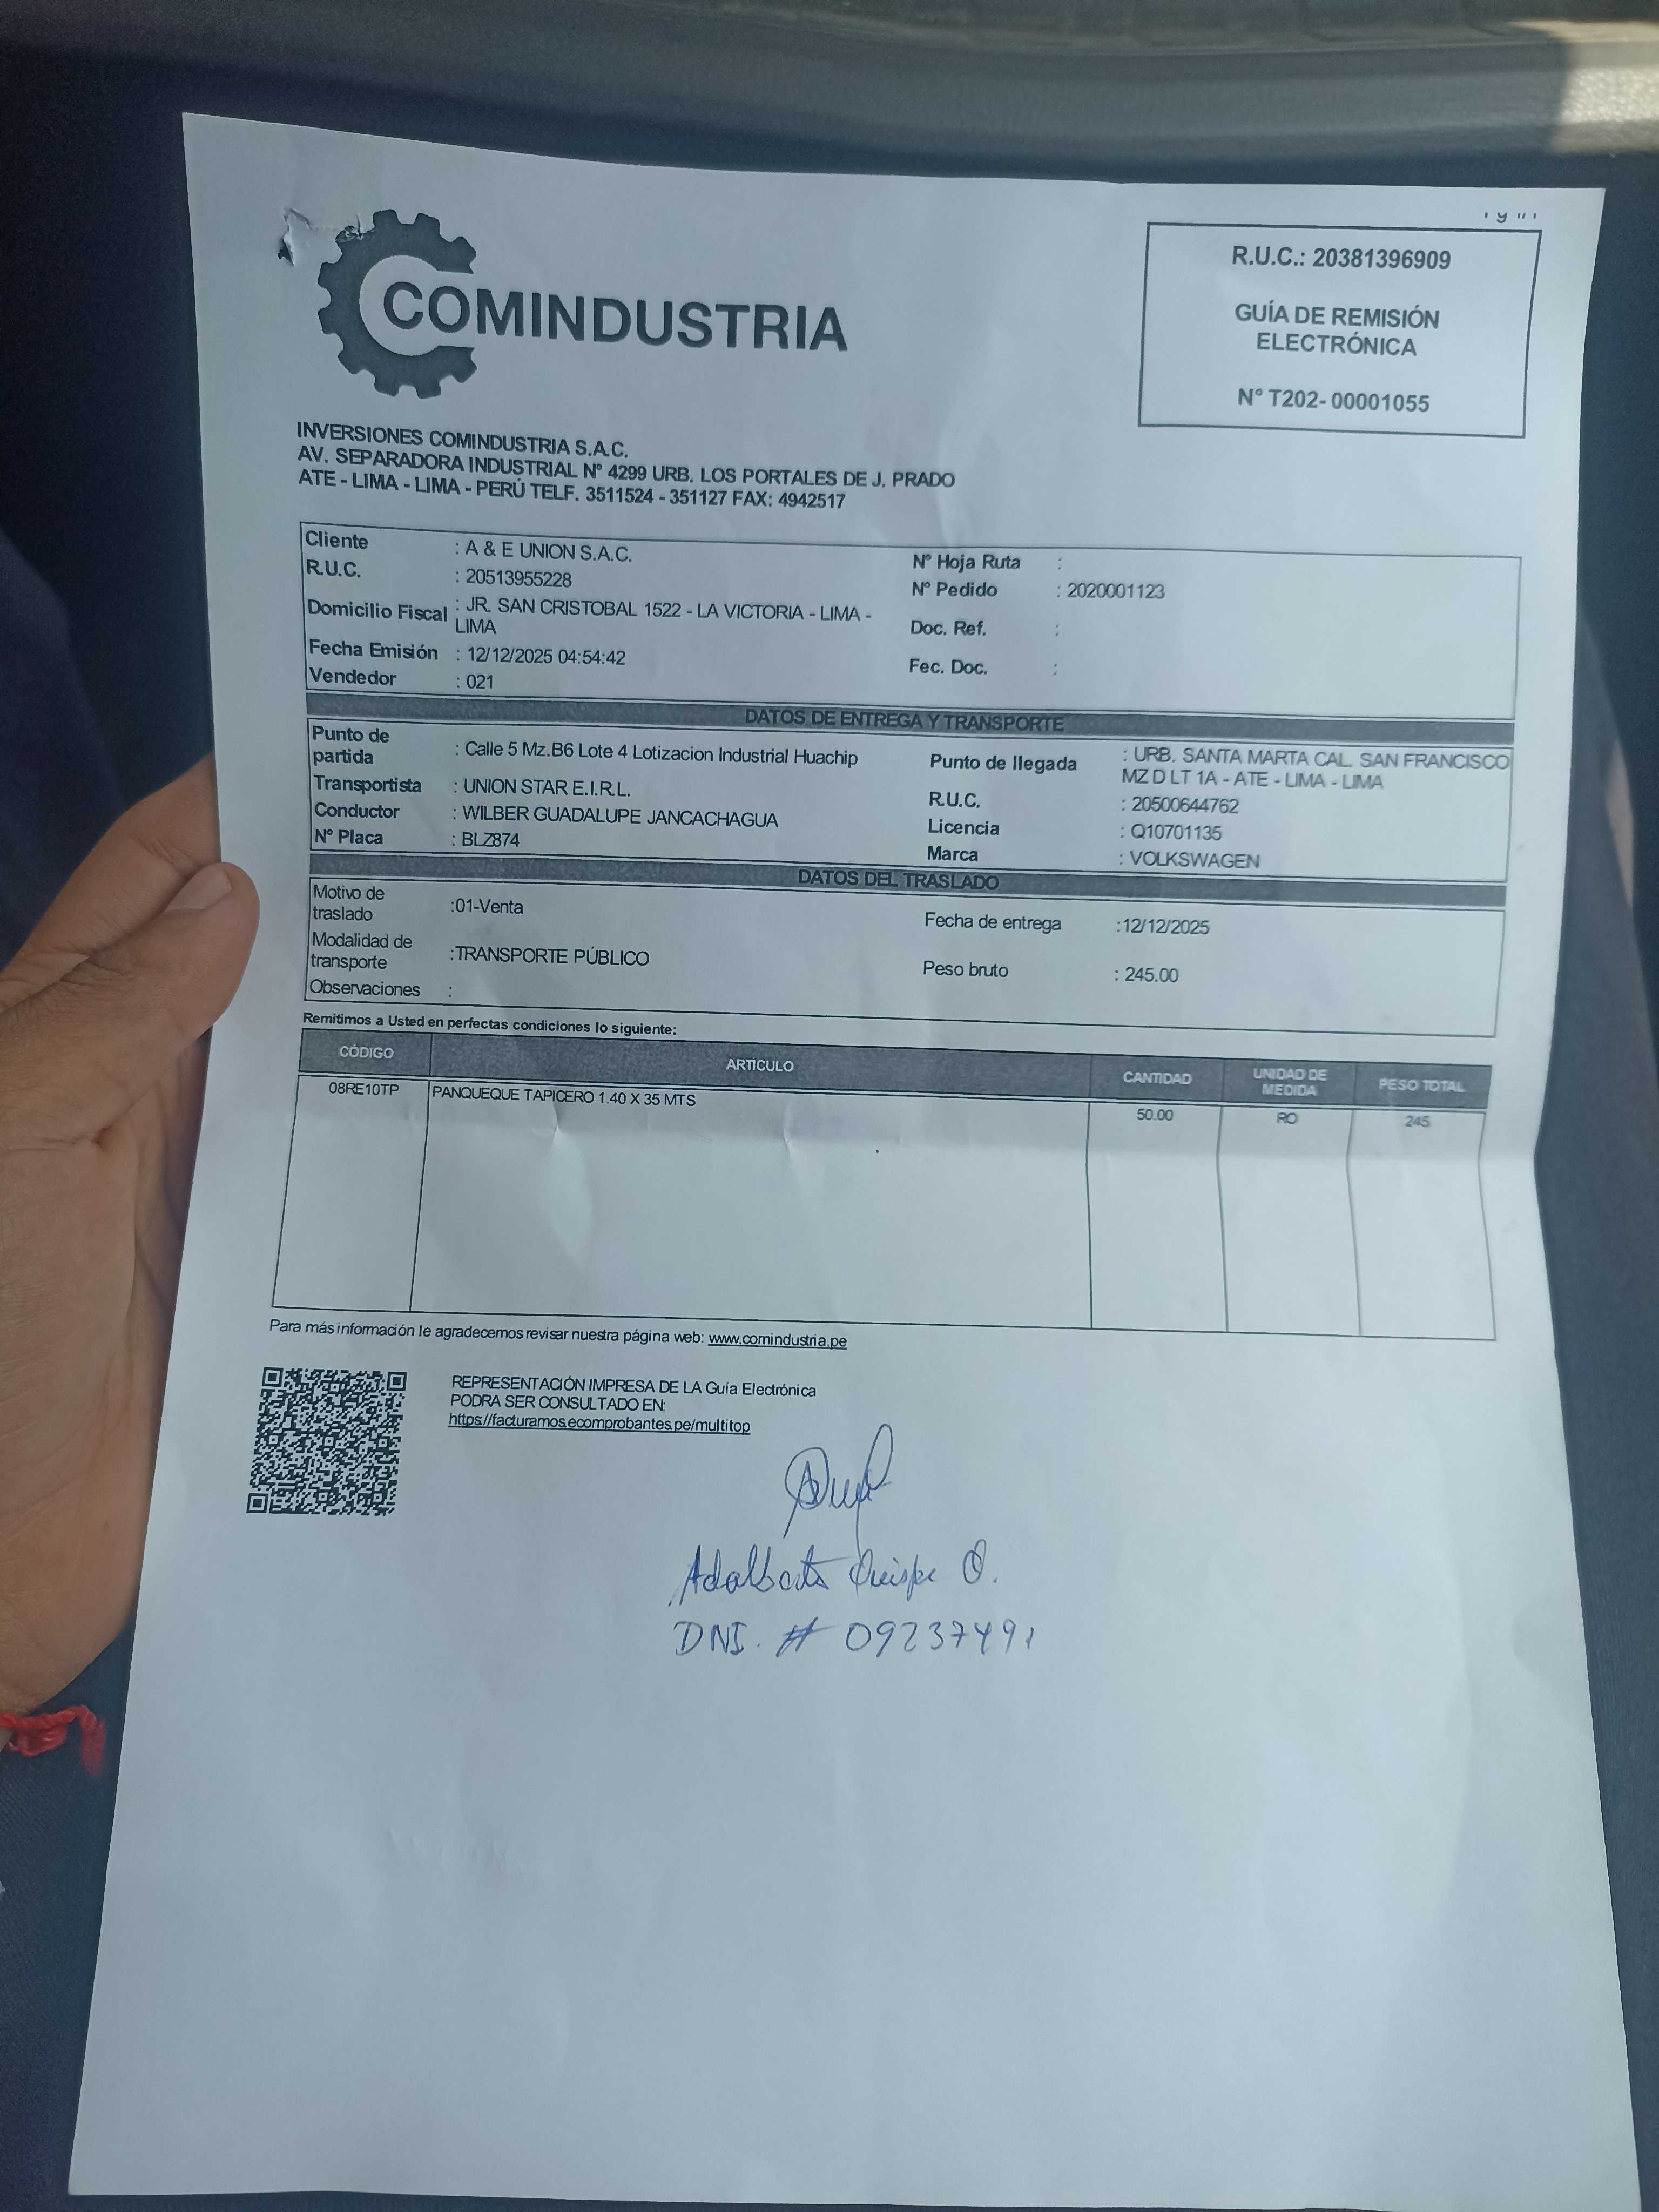 COMINDUSTRIA
R.U.C.: 20381396909
GUÍA DE REMISIÓN
ELECTRÓNICA
N° T202- 00001055
INVERSIONES COMINDUSTRIA S.A.C.
AV. SEPARADORA INDUSTRIAL N° 4299 URB. LOS PORTALES DE J. PRADO
ATE - LIMA - LIMA - PERÚ TELF. 3511524 - 351127 FAX: 4942517
Cliente : A & E UNION S.A.C.
R.U.C. : 20513955228
Domicilio Fiscal : JR. SAN CRISTOBAL 1522 - LA VICTORIA - LIMA -
LIMA
Fecha Emisión : 12/12/2025 04:54:42
Vendedor : 021
N° Hoja Ruta :
N° Pedido : 2020001123
Doc. Ref. :
Fec. Doc. :
DATOS DE ENTREGA Y TRANSPORTE
Punto de
partida : Calle 5 Mz.B6 Lote 4 Lotizacion Industrial Huachip
Transportista : UNION STAR E.I.R.L.
Conductor : WILBER GUADALUPE JANCACHAGUA
N° Placa : BLZ874
Punto de llegada : URB. SANTA MARTA CAL. SAN FRANCISCO
MZ D LT 1A - ATE - LIMA - LIMA
R.U.C. : 20500644762
Licencia : Q10701135
Marca : VOLKSWAGEN
DATOS DEL TRASLADO
Motivo de
traslado :01-Venta
Modalidad de
transporte :TRANSPORTE PÚBLICO
Observaciones :
Fecha de entrega :12/12/2025
Peso bruto : 245.00
Remitimos a Usted en perfectas condiciones lo siguiente:
CÓDIGO ARTÍCULO CANTIDAD UNIDAD DE MEDIDA PESO TOTAL
08RE10TP PANQUEQUE TAPICERO 1.40 X 35 MTS 50.00 RO 245
Para más información le agradecemos revisar nuestra página web: www.comindustria.pe
REPRESENTACIÓN IMPRESA DE LA Guía Electrónica
PODRA SER CONSULTADO EN:
https://facturamos.ecomprobantes.pe/multitop
Adalberto Quispe O.
DNI. # 09237491